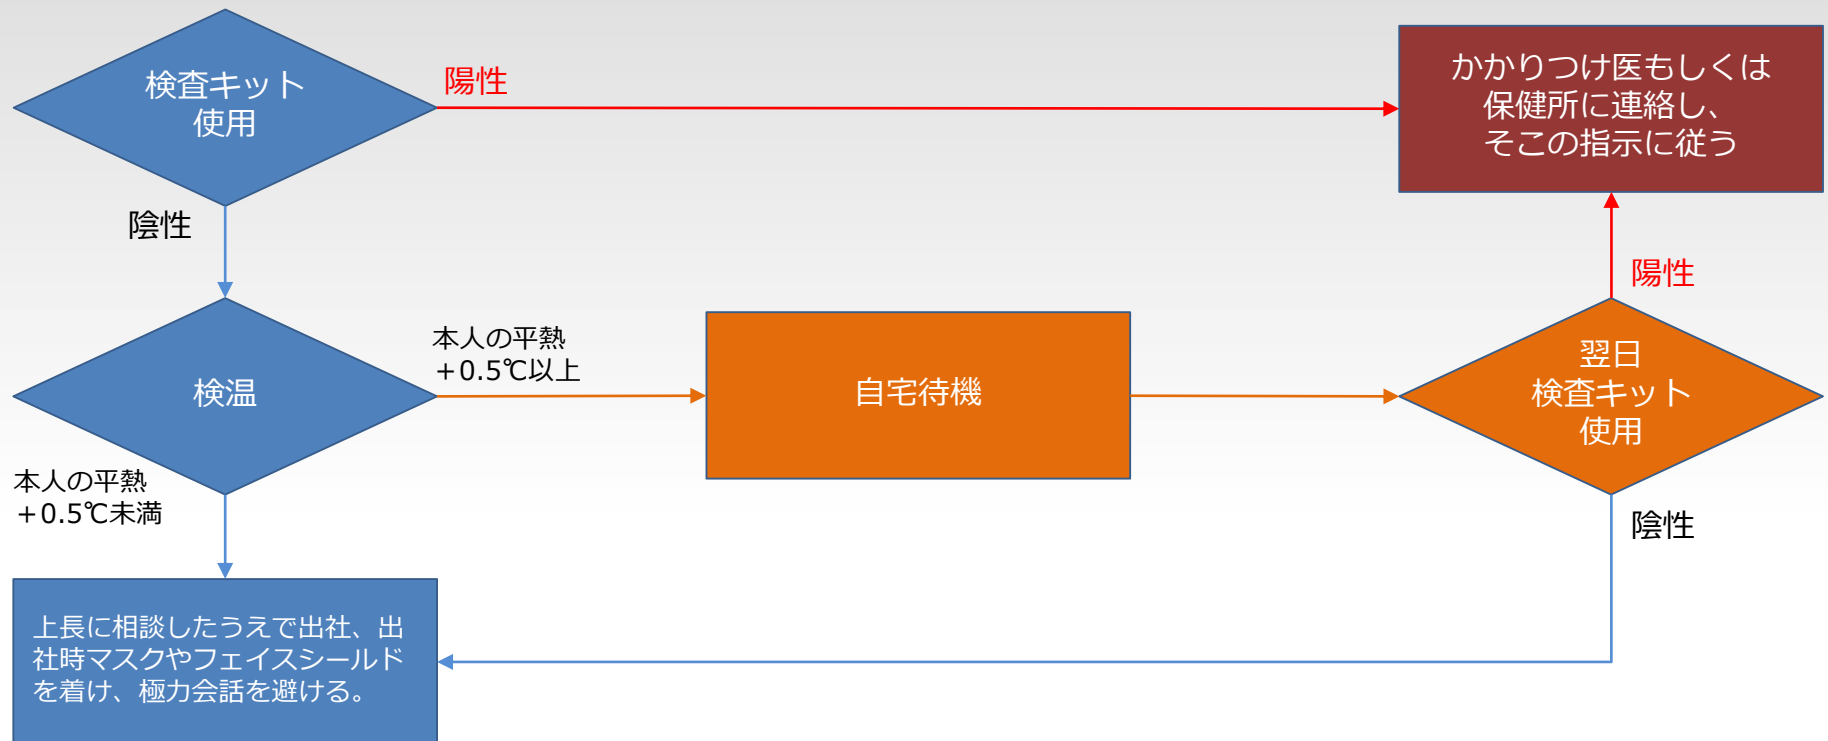 検査キット
使用
陽性
かかりつけ医もしくは
保健所に連絡し、
そこの指示に従う
陰性
陽性
検温
本人の平熱
+0.5℃以上
自宅待機
翌日
検査キット
使用
本人の平熱
+0.5℃未満
陰性
上長に相談したうえで出社、出
社時マスクやフェイスシールド
を着け、極力会話を避ける。